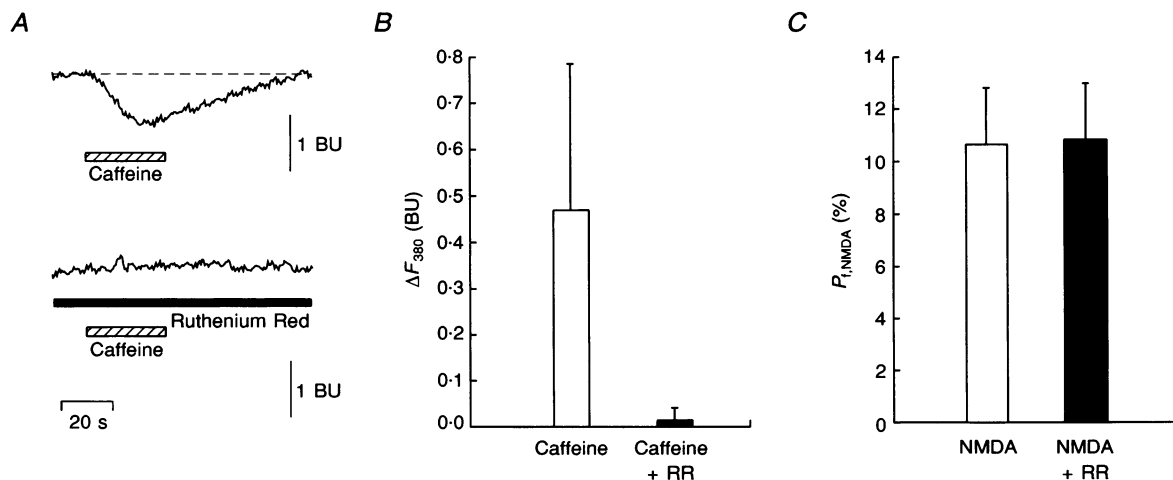 A
1 BU
Caffeine
Ruthenium Red
Caffeine
1 BU
20 s
B
0·8
0·7
0·6
0·5
0·4
0·3
0·2
0·1
0·0
ΔF380 (BU)
Caffeine
Caffeine
+ RR
C
14
12
10
8
6
4
2
0
Pf,NMDA (%)
NMDA
NMDA
+ RR